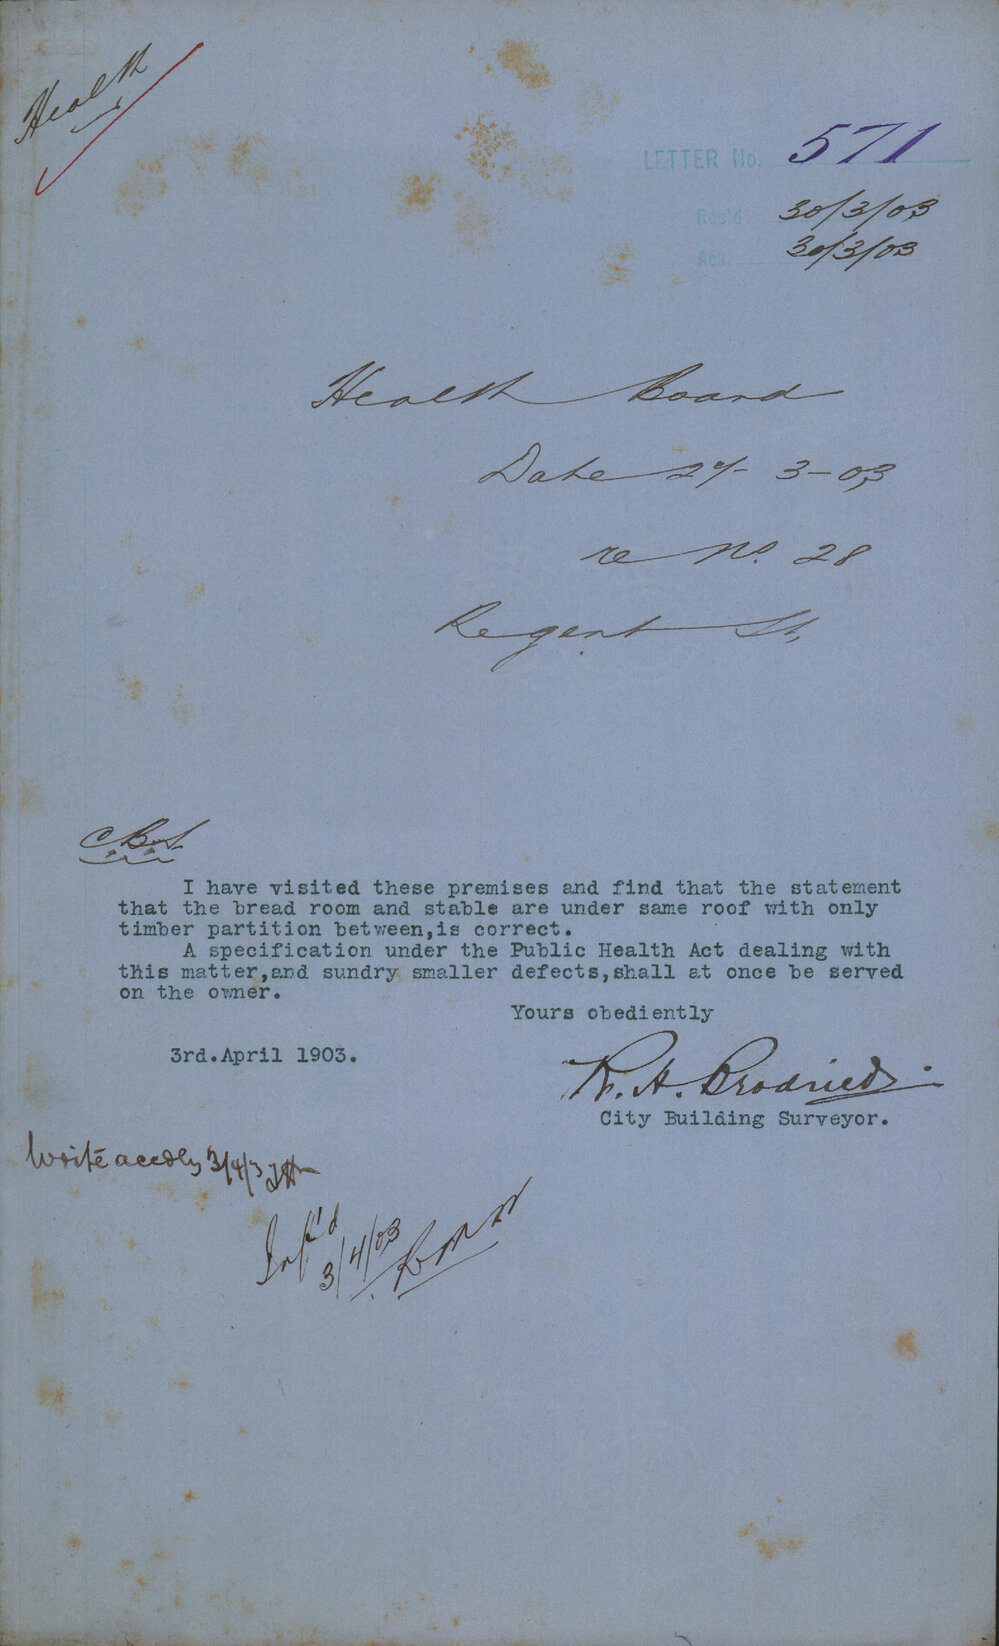 Health
LETTER No. 571
Rec'd 30/3/03
Ack. 30/3/03
Health Board
Date 27-3-03
re No. 28
Regent St,
C.B.S.
I have visited these premises and find that the statement
that the bread room and stable are under same roof with only
timber partition between,is correct.
A specification under the Public Health Act dealing with
this matter,and sundry smaller defects,shall at once be served
on the owner.
Yours obediently
3rd.April 1903.
R. H. Brodrick
City Building Surveyor.
Write accdly 3/4/3
Inf'd
3/4/03